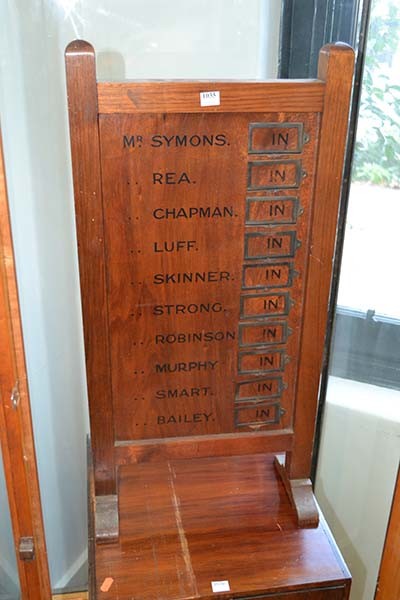 1035
MR SYMONS. IN
.. REA. IN
.. CHAPMAN. IN
.. LUFF. IN
.. SKINNER. IN
.. STRONG. IN
.. ROBINSON IN
.. MURPHY IN
.. SMART. IN
.. BAILEY. IN